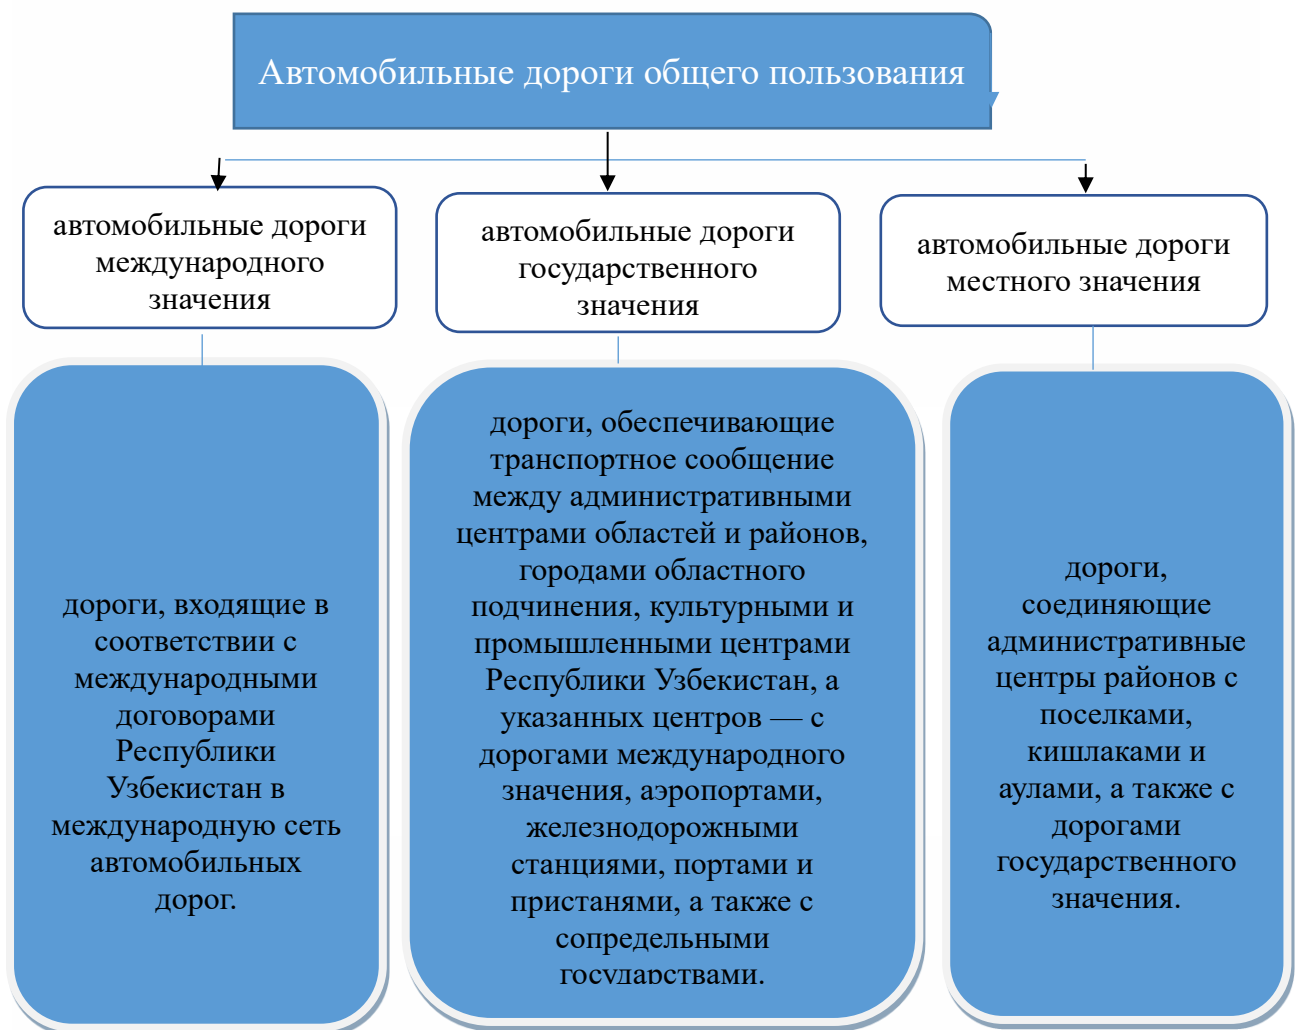 Автомобильные дороги общего пользования
автомобильные дороги
международного
значения
автомобильные дороги
государственного
значения
автомобильные дороги
местного значения
дороги, входящие в
соответствии с
международными
договорами
Республики
Узбекистан в
международную сеть
автомобильных
дорог.
дороги, обеспечивающие
транспортное сообщение
между административными
центрами областей и районов,
городами областного
подчинения, культурными и
промышленными центрами
Республики Узбекистан, а
указанных центров — с
дорогами международного
значения, аэропортами,
железнодорожными
станциями, портами и
пристанями, а также с
сопредельными
государствами.
дороги,
соединяющие
административные
центры районов с
поселками,
кишлаками и
аулами, а также с
дорогами
государственного
значения.